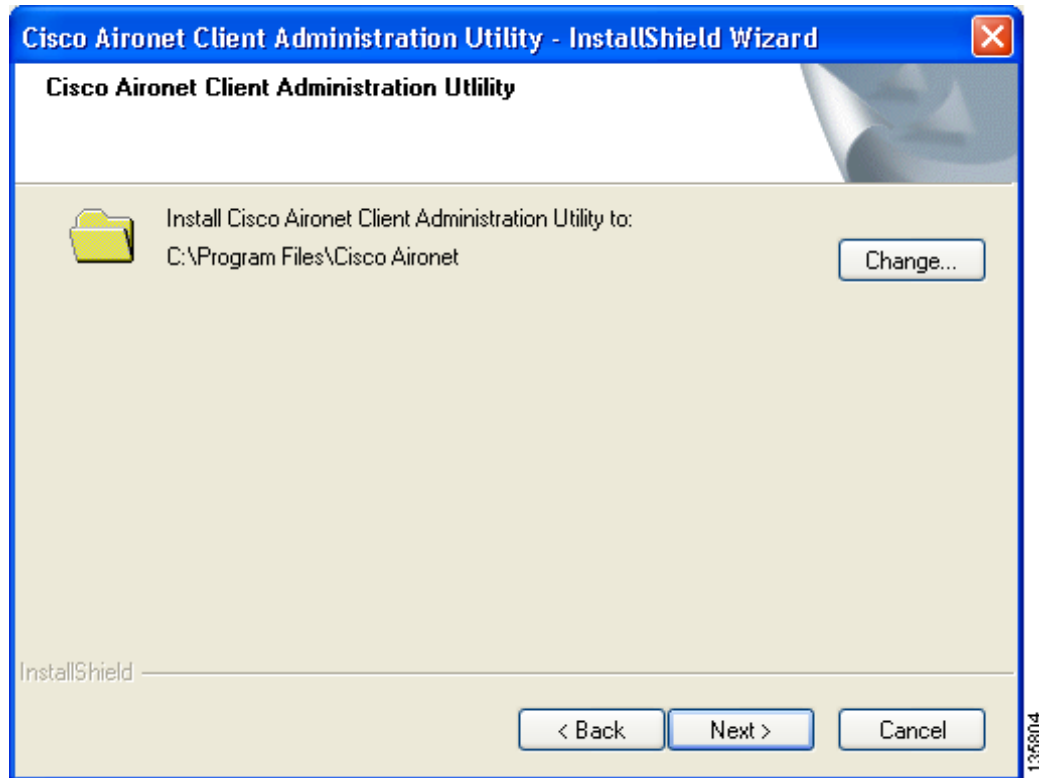 Cisco Aironet Client Administration Utility - InstallShield Wizard
Cisco Aironet Client Administration Utlility
Install Cisco Aironet Client Administration Utility to:
C:\Program Files\Cisco Aironet
Change...
InstallShield
< Back
Next >
Cancel
135804